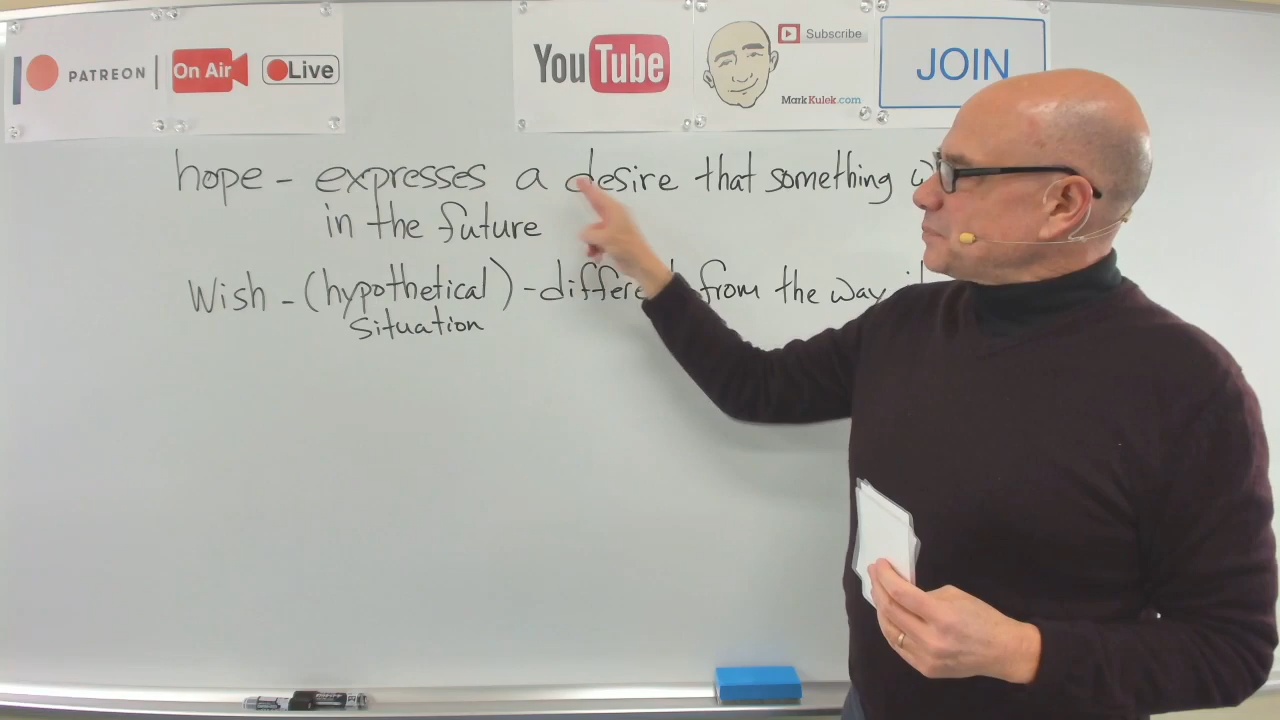 PATREON
On Air
Live
YouTube
Subscribe
MarkKulek.com
JOIN
hope - expresses a desire that something
in the future
Wish - (hypothetical) - from the way
situation